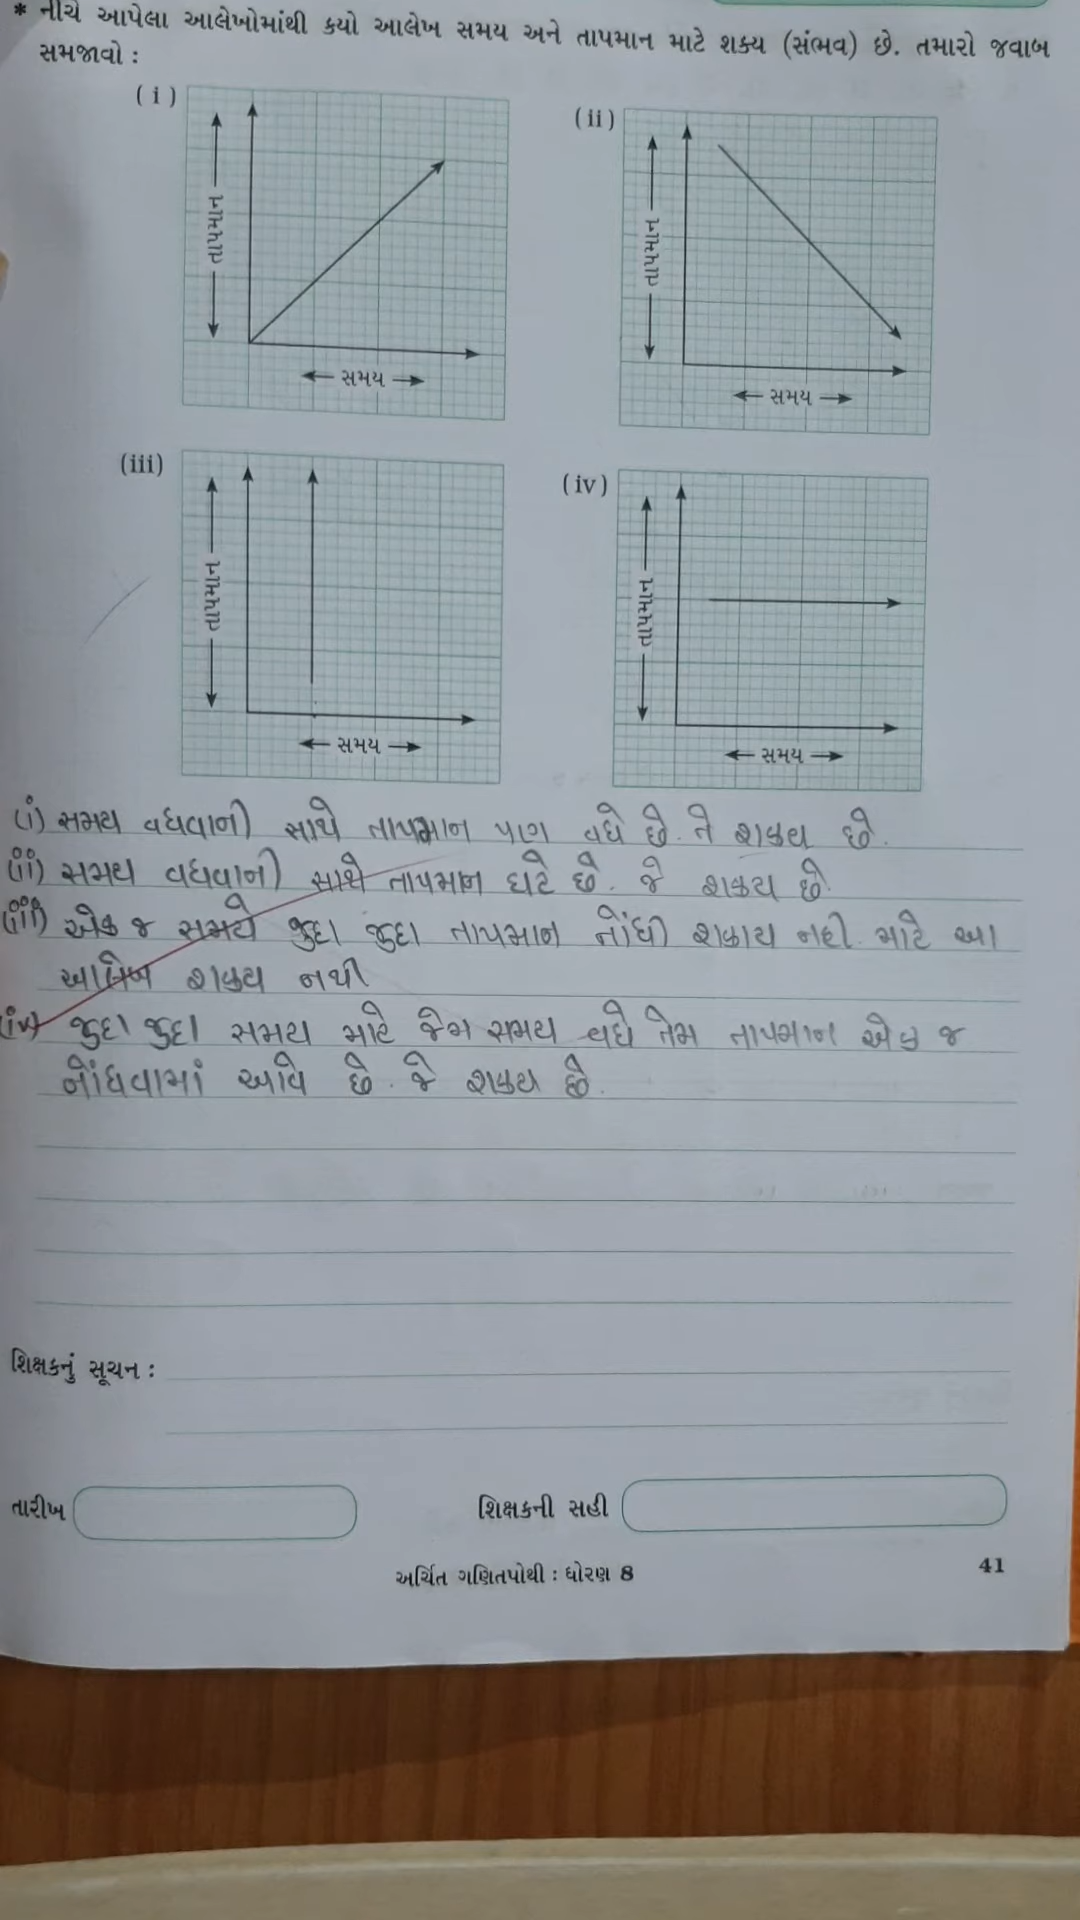 * નીચે આપેલા આલેખોમાંથી કયો આલેખ સમય અને તાપમાન માટે શક્ય (સંભવ) છે. તમારો જવાબ
સમજાવો :
(i)
તાપમાન
સમય
(ii)
તાપમાન
સમય
(iii)
તાપમાન
સમય
(iv)
તાપમાન
સમય
(i) સમય વધવાની સાથે તાપમાન પણ વધે છે. તે શક્ય છે.
(ii) સમય વધવાની સાથે તાપમાન ઘટે છે. જે શક્ય છે.
(iii) એક જ સમયે જુદા જુદા તાપમાન નોંધી શકાય નહી. માટે આ
આલેખ શક્ય નથી
(iv) જુદા જુદા સમય માટે જેમ સમય વધે તેમ તાપમાન એક જ
નોંધવામાં આવે છે. જે શક્ય છે.
શિક્ષકનું સૂચન :
તારીખ
શિક્ષકની સહી
અર્ચિત ગણિતપોથી : ધોરણ 8
41